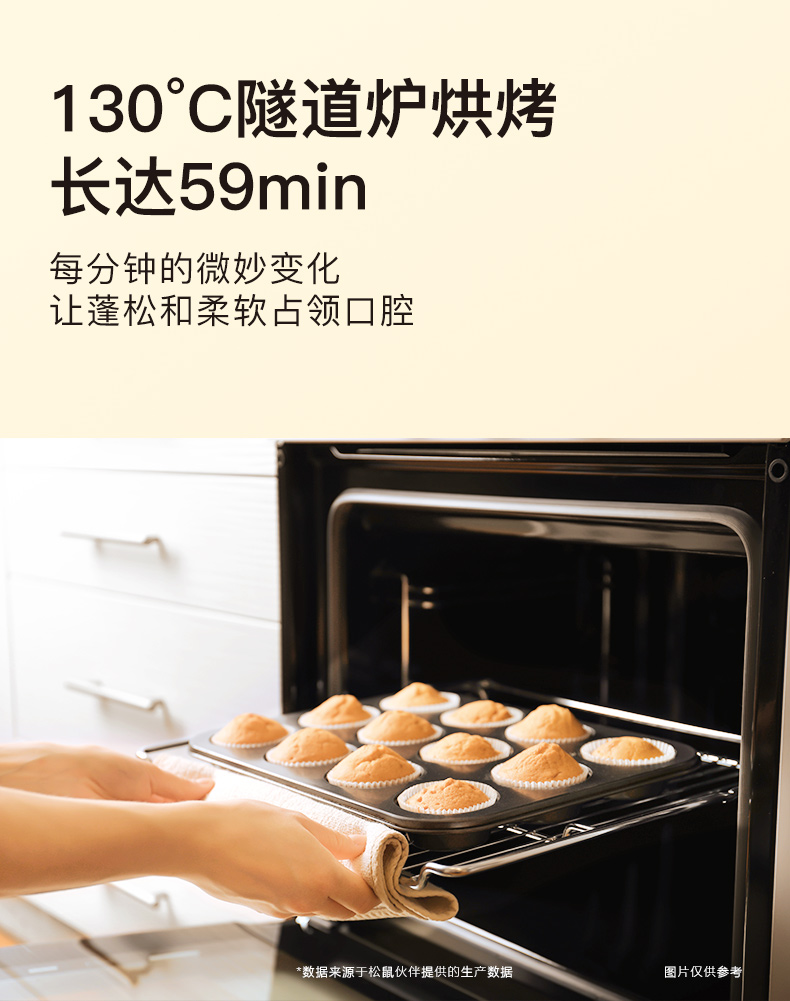 130°C隧道炉烘烤
长达59min
每分钟的微妙变化
让蓬松和柔软占领口腔
*数据来源于松鼠伙伴提供的生产数据
图片仅供参考